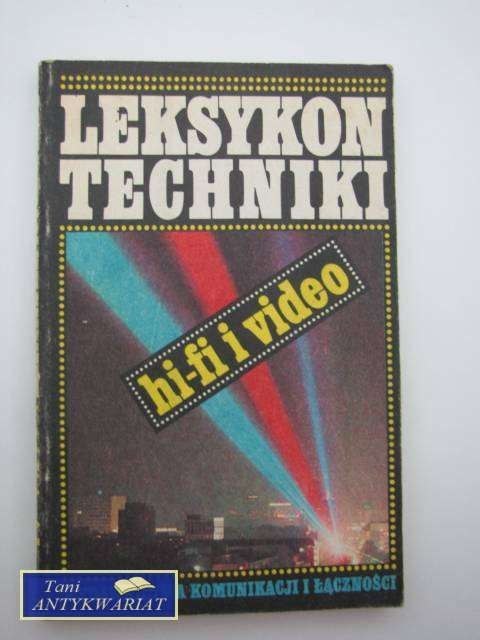 LEKSYKON
TECHNIKI
hi-fi i video
KOMUNIKACJI I ŁĄCZNOŚCI
Tani
ANTYKWARIAT